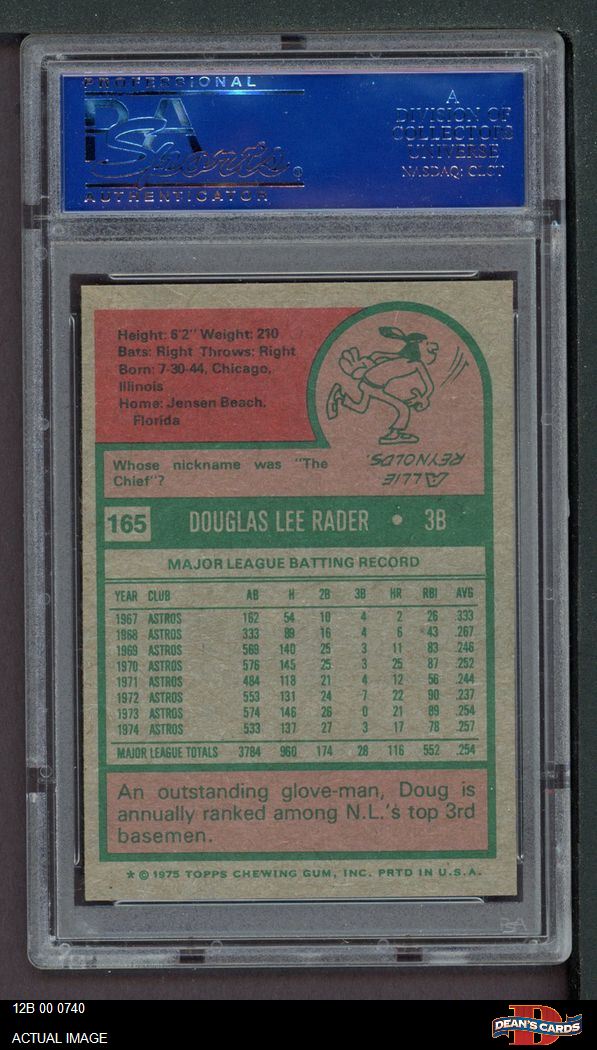 PROFESSIONAL
PSA
Sports
AUTHENTICATOR
A
DIVISION OF
COLLECTORS
UNIVERSE
NASDAQ: CLCT
Height: 6'2" Weight: 210
Bats: Right Throws: Right
Born: 7-30-44, Chicago,
Illinois
Home: Jensen Beach,
Florida
ALLIE
REYNOLDS.
Whose nickname was "The
Chief"?
165 DOUGLAS LEE RADER • 3B
MAJOR LEAGUE BATTING RECORD
YEAR CLUB AB H 2B 3B HR RBI AVG
1967 ASTROS 162 54 10 4 2 26 .333
1968 ASTROS 333 89 16 4 6 43 .267
1969 ASTROS 569 140 25 3 11 83 .246
1970 ASTROS 576 145 25 3 25 87 .252
1971 ASTROS 484 118 21 4 12 56 .244
1972 ASTROS 553 131 24 7 22 90 .237
1973 ASTROS 574 146 26 0 21 89 .254
1974 ASTROS 533 137 27 3 17 78 .257
MAJOR LEAGUE TOTALS 3784 960 174 28 116 552 .254
An outstanding glove-man, Doug is
annually ranked among N.L.'s top 3rd
basemen.
* © 1975 TOPPS CHEWING GUM, INC. PRTD IN U.S.A.
PSA
12B 00 0740
ACTUAL IMAGE
D
DEAN'S CARDS